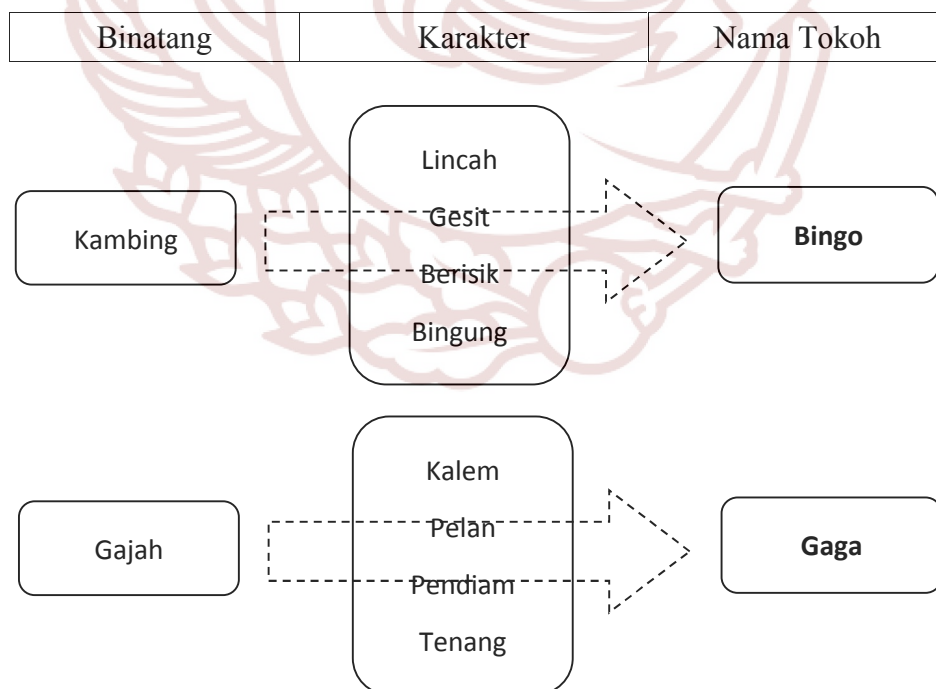 Binatang Karakter Nama Tokoh
Kambing
Lincah
Gesit
Berisik
Bingung
Bingo
Gajah
Kalem
Pelan
Pendiam
Tenang
Gaga